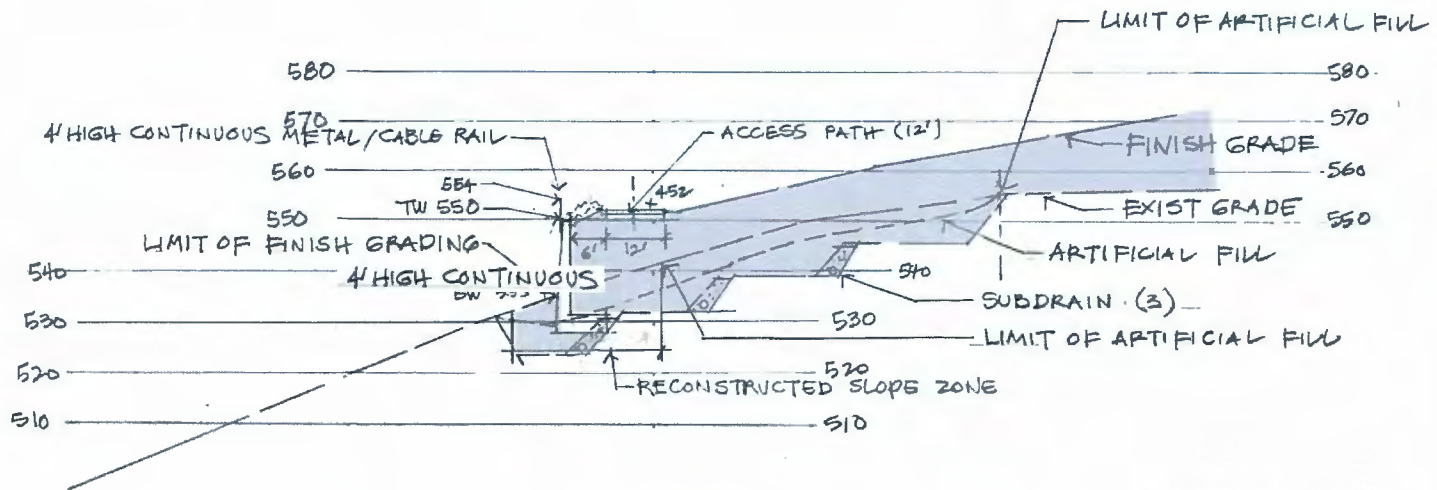 LIMIT OF ARTIFICIAL FILL
580
580
570
570
4' HIGH CONTINUOUS METAL/CABLE RAIL
ACCESS PATH (12')
FINISH GRADE
560
560
554
+452
TW 550
EXIST GRADE
550
550
LIMIT OF FINISH GRADING
6'
12'
ARTIFICIAL FILL
540
540
4' HIGH CONTINUOUS
SUBDRAIN (3)
530
530
LIMIT OF ARTIFICIAL FILL
520
520
RECONSTRUCTED SLOPE ZONE
510
510